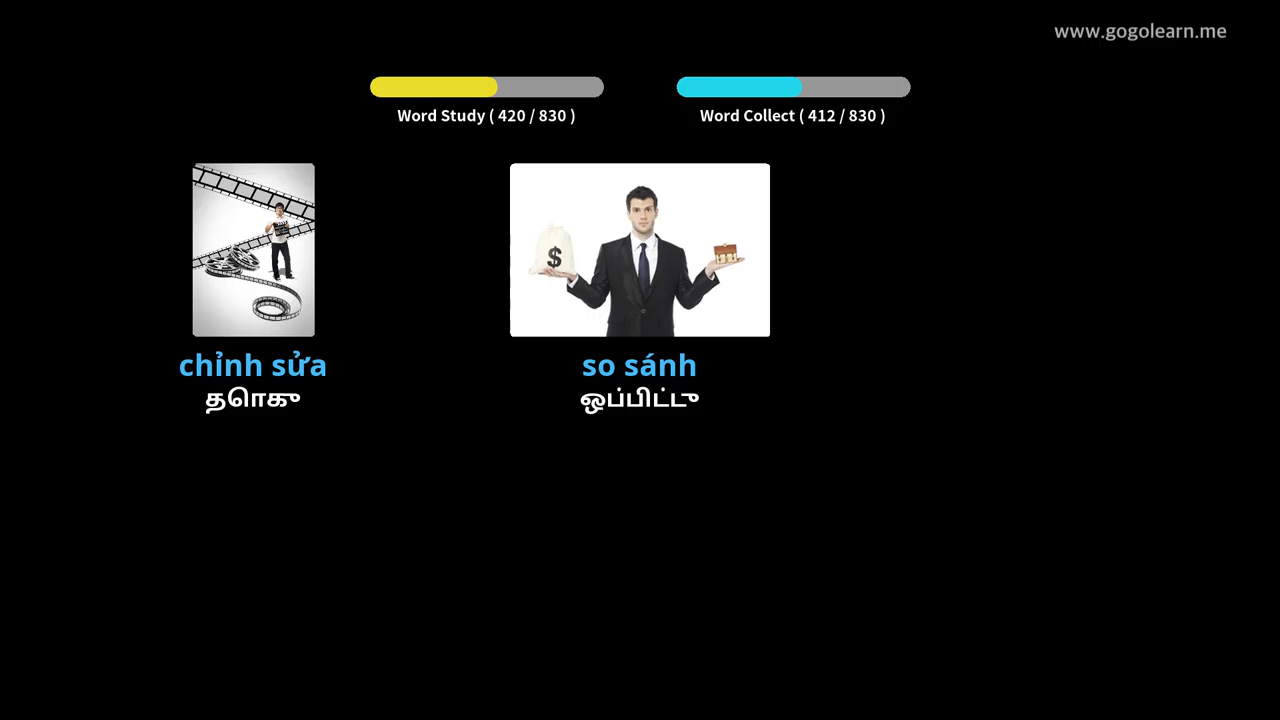 www.gogolearn.me
Word Study ( 420 / 830 )
Word Collect ( 412 / 830 )
$
chỉnh sửa
தொகு
so sánh
ஒப்பிட்டு